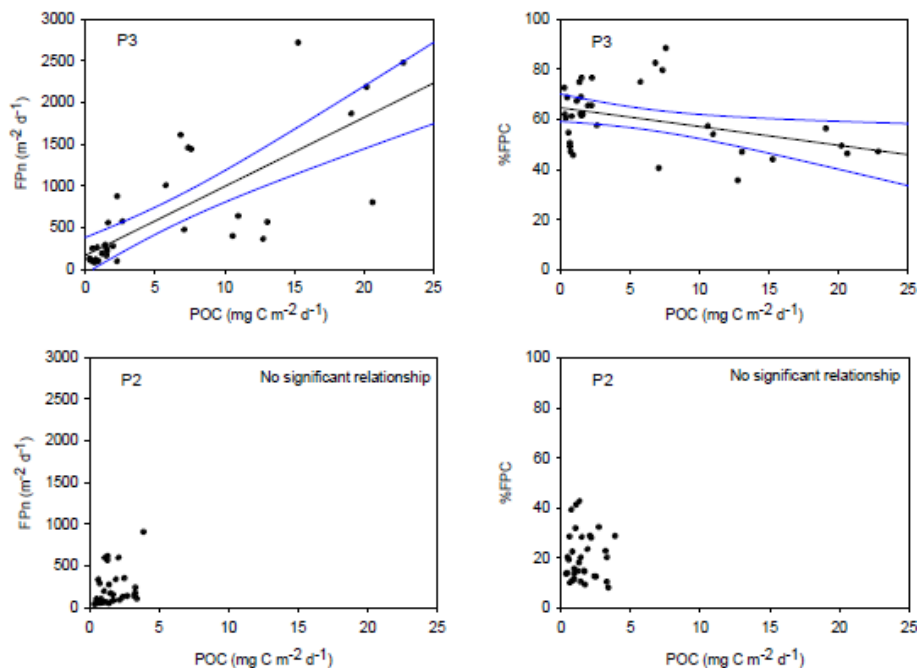 3000
2500
2000
1500
1000
500
0
FPn (m⁻² d⁻¹)
P3
0 5 10 15 20 25
POC (mg C m⁻² d⁻¹)
100
80
60
40
20
0
%FPC
P3
0 5 10 15 20 25
POC (mg C m⁻² d⁻¹)
3000
2500
2000
1500
1000
500
0
FPn (m⁻² d⁻¹)
P2
No significant relationship
0 5 10 15 20 25
POC (mg C m⁻² d⁻¹)
100
80
60
40
20
0
%FPC
P2
No significant relationship
0 5 10 15 20 25
POC (mg C m⁻² d⁻¹)